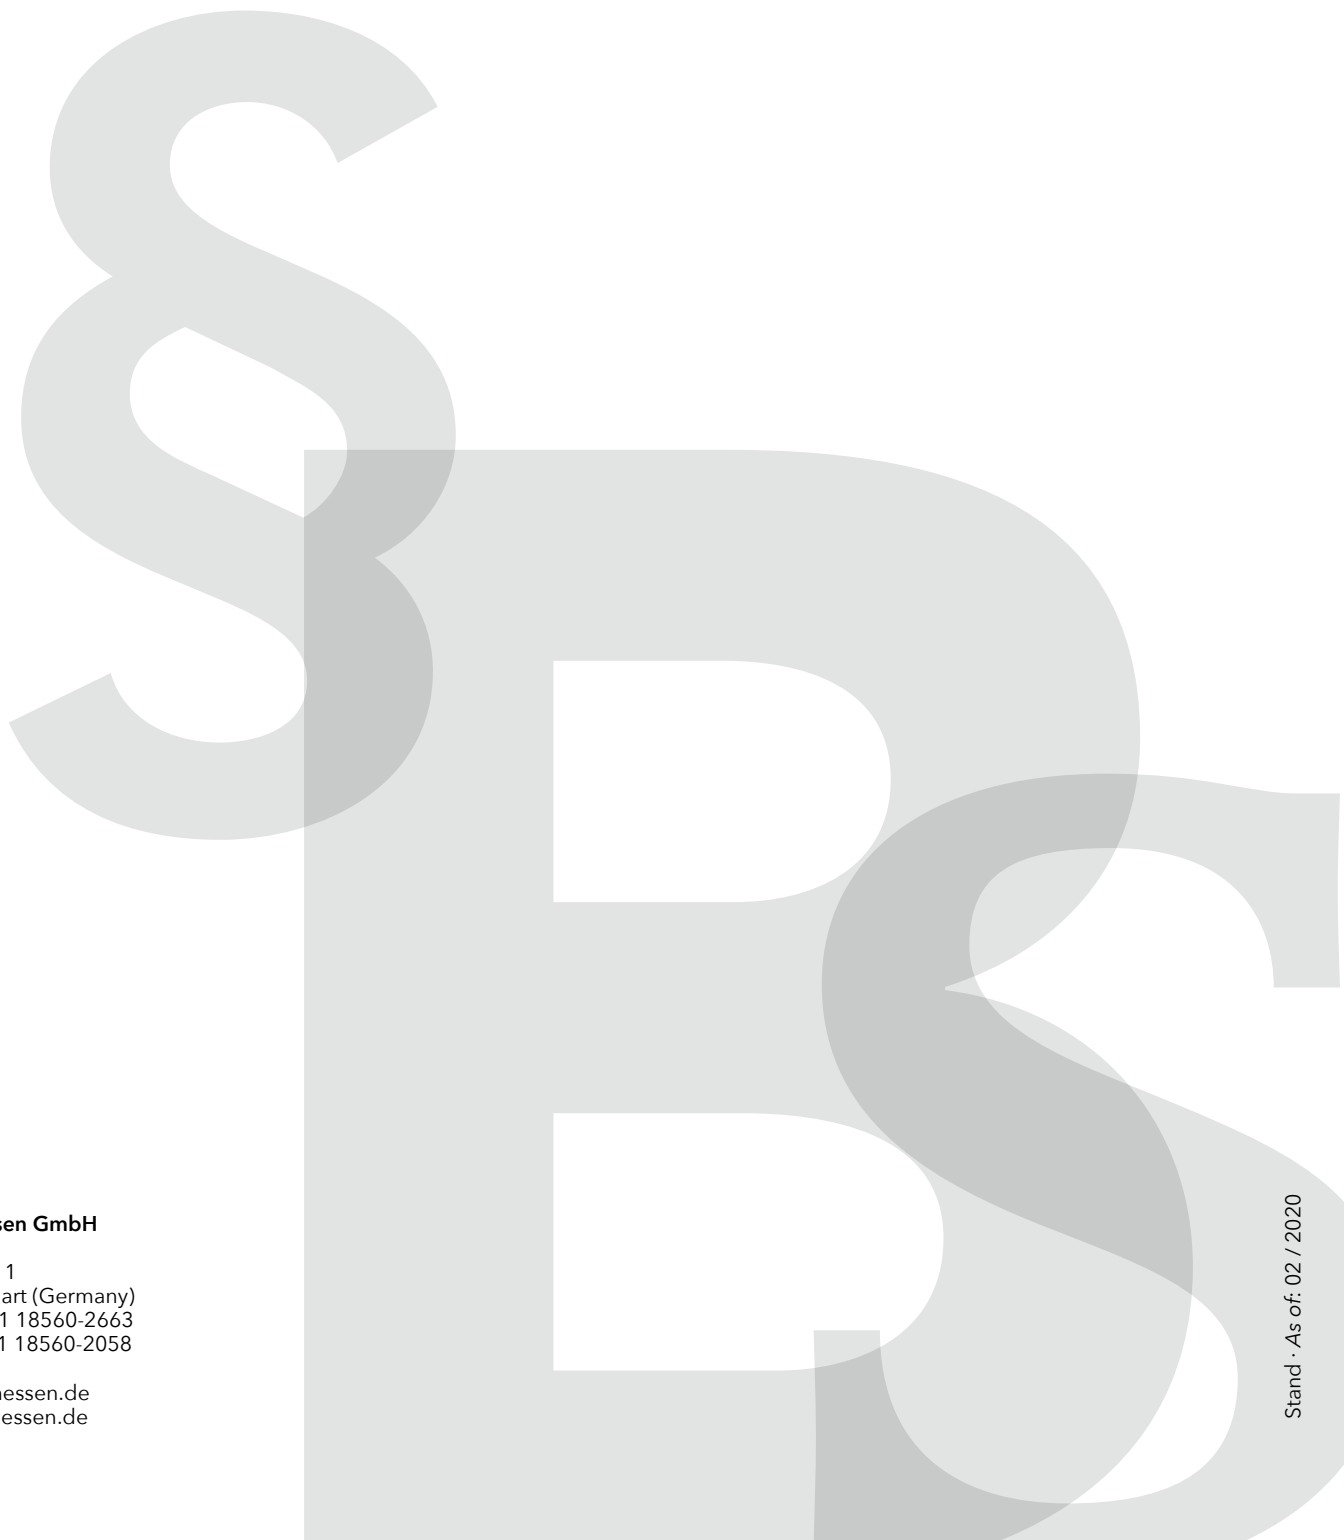 §
B
S
sen GmbH
1
art (Germany)
1 18560-2663
1 18560-2058
essen.de
essen.de
Stand · As of: 02 / 2020